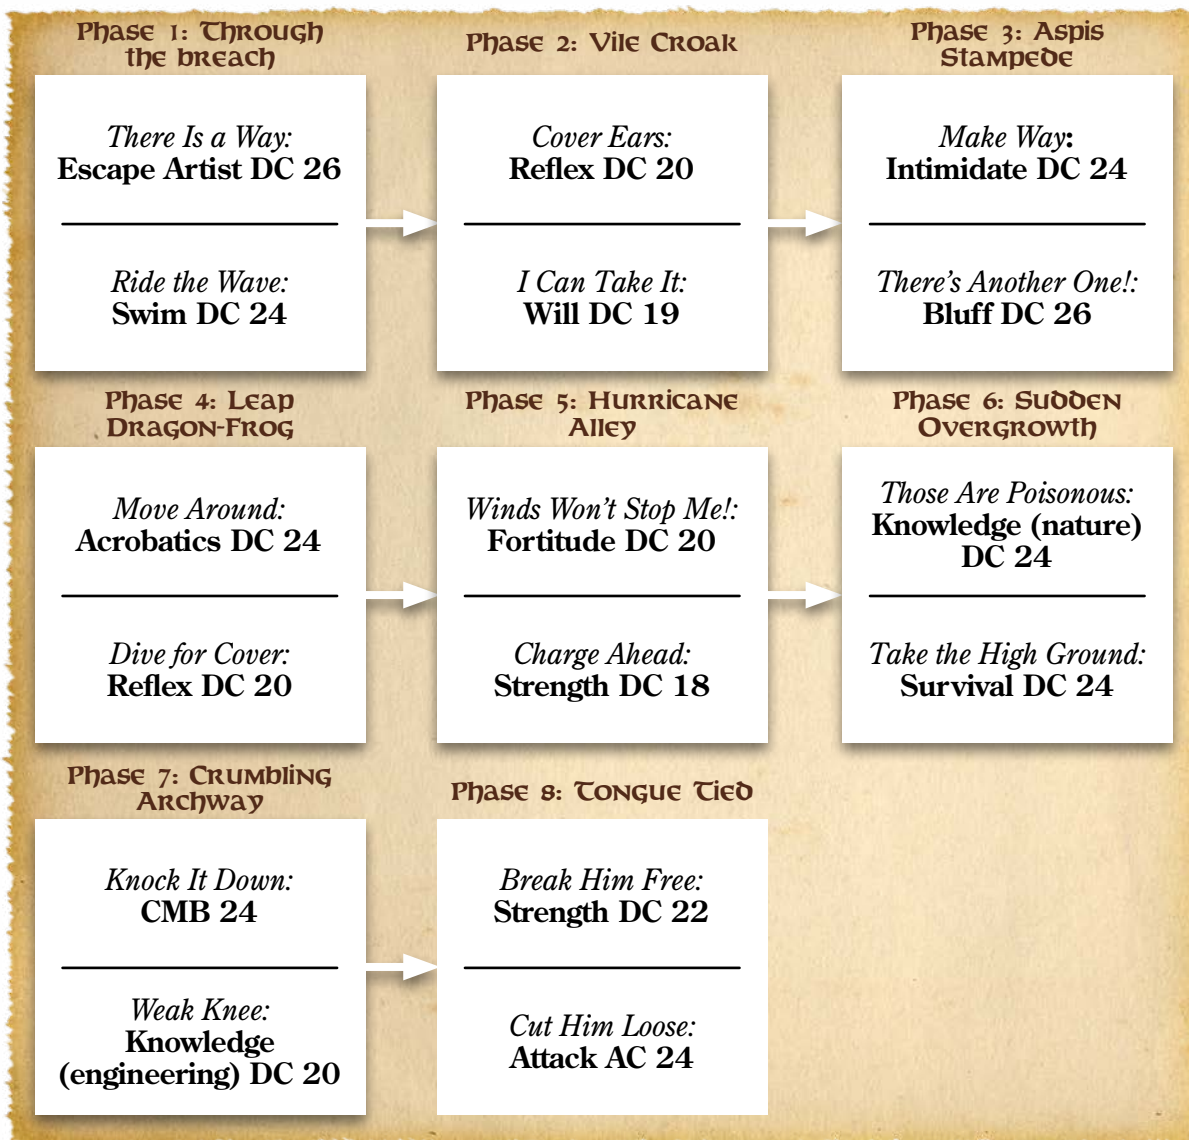 Phase 1: Through
the breach
There Is a Way:
Escape Artist DC 26
Ride the Wave:
Swim DC 24
Phase 2: Vile Croak
Cover Ears:
Reflex DC 20
I Can Take It:
Will DC 19
Phase 3: Aspis
Stampede
Make Way:
Intimidate DC 24
There's Another One!:
Bluff DC 26
Phase 4: Leap
Dragon-Frog
Move Around:
Acrobatics DC 24
Dive for Cover:
Reflex DC 20
Phase 5: Hurricane
Alley
Winds Won't Stop Me!:
Fortitude DC 20
Charge Ahead:
Strength DC 18
Phase 6: Sudden
Overgrowth
Those Are Poisonous:
Knowledge (nature)
DC 24
Take the High Ground:
Survival DC 24
Phase 7: Crumbling
Archway
Knock It Down:
CMB 24
Weak Knee:
Knowledge
(engineering) DC 20
Phase 8: Tongue Tied
Break Him Free:
Strength DC 22
Cut Him Loose:
Attack AC 24